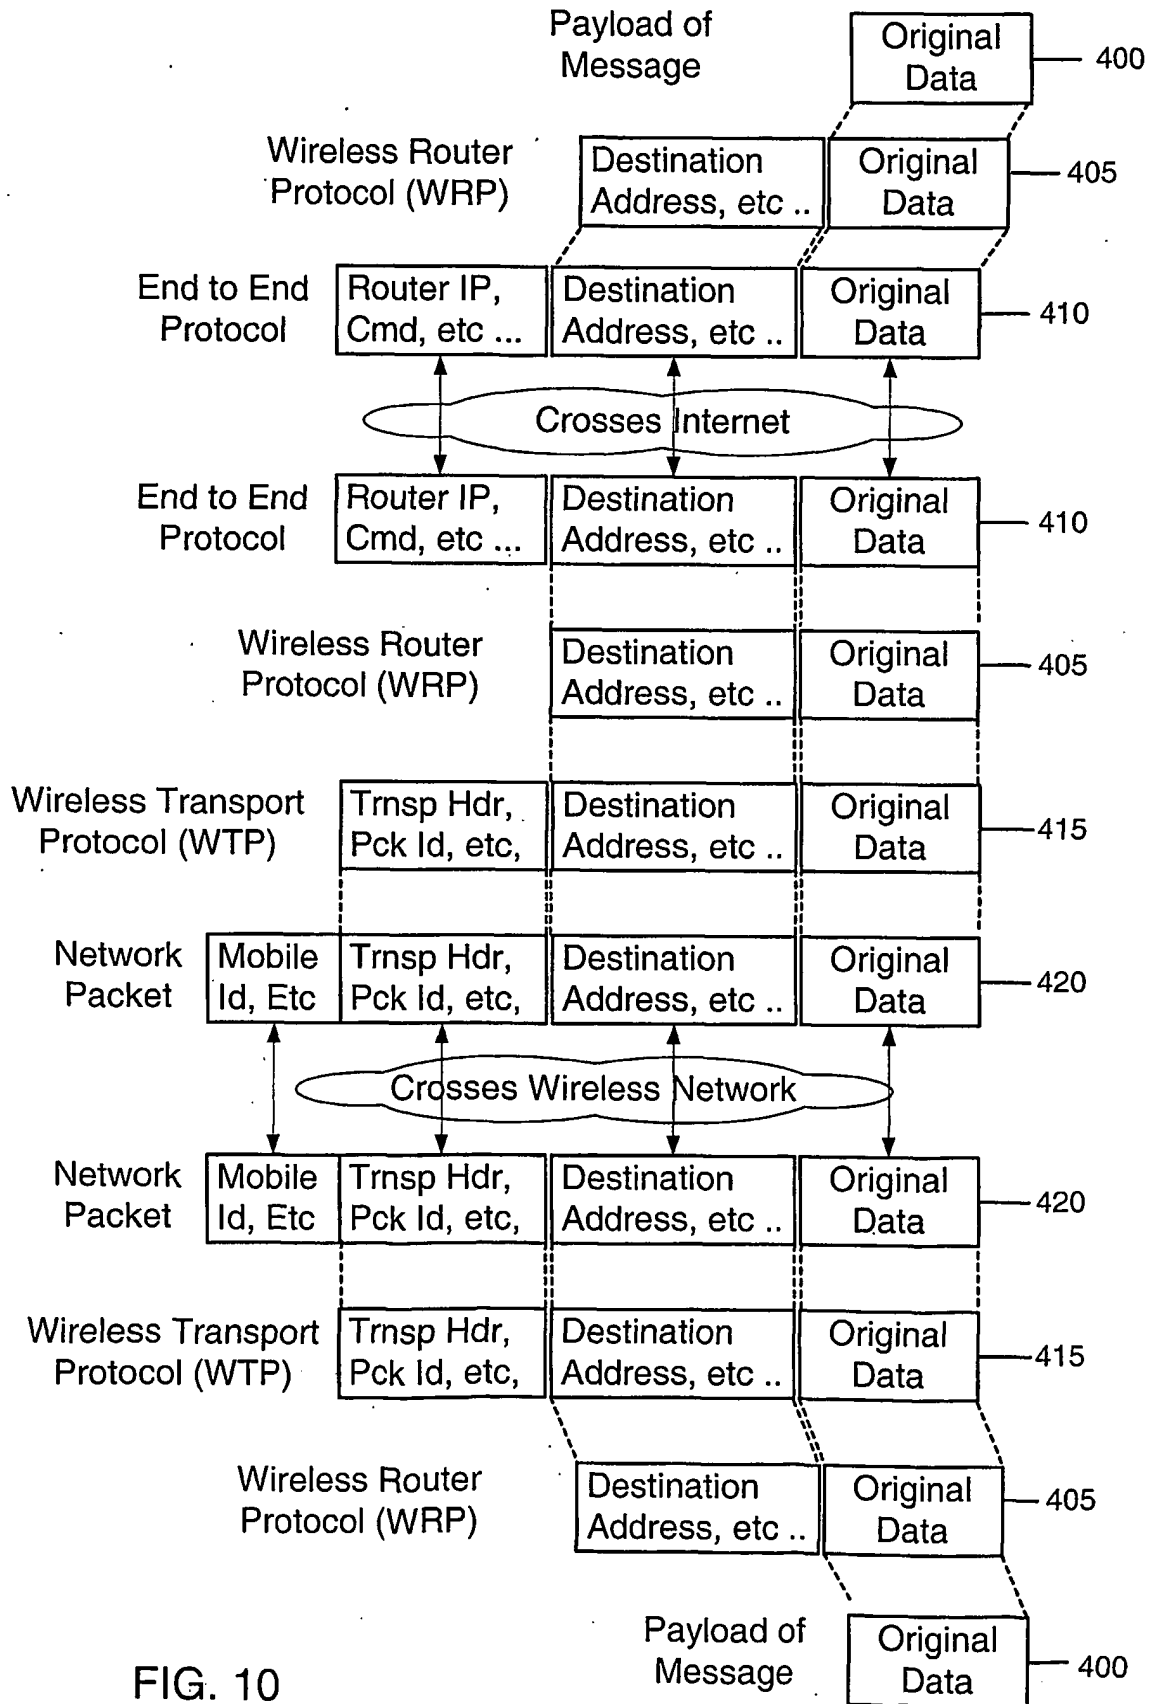 Payload of
Message
Original
Data
400
Wireless Router
Protocol (WRP)
Destination
Address, etc ..
Original
Data
405
End to End
Protocol
Router IP,
Cmd, etc ...
Destination
Address, etc ..
Original
Data
410
Crosses Internet
End to End
Protocol
Router IP,
Cmd, etc ...
Destination
Address, etc ..
Original
Data
410
Wireless Router
Protocol (WRP)
Destination
Address, etc ..
Original
Data
405
Wireless Transport
Protocol (WTP)
Trnsp Hdr,
Pck Id, etc,
Destination
Address, etc ..
Original
Data
415
Network
Packet
Mobile
Id, Etc
Trnsp Hdr,
Pck Id, etc,
Destination
Address, etc ..
Original
Data
420
Crosses Wireless Network
Network
Packet
Mobile
Id, Etc
Trnsp Hdr,
Pck Id, etc,
Destination
Address, etc ..
Original
Data
420
Wireless Transport
Protocol (WTP)
Trnsp Hdr,
Pck Id, etc,
Destination
Address, etc ..
Original
Data
415
Wireless Router
Protocol (WRP)
Destination
Address, etc ..
Original
Data
405
Payload of
Message
Original
Data
400
FIG. 10